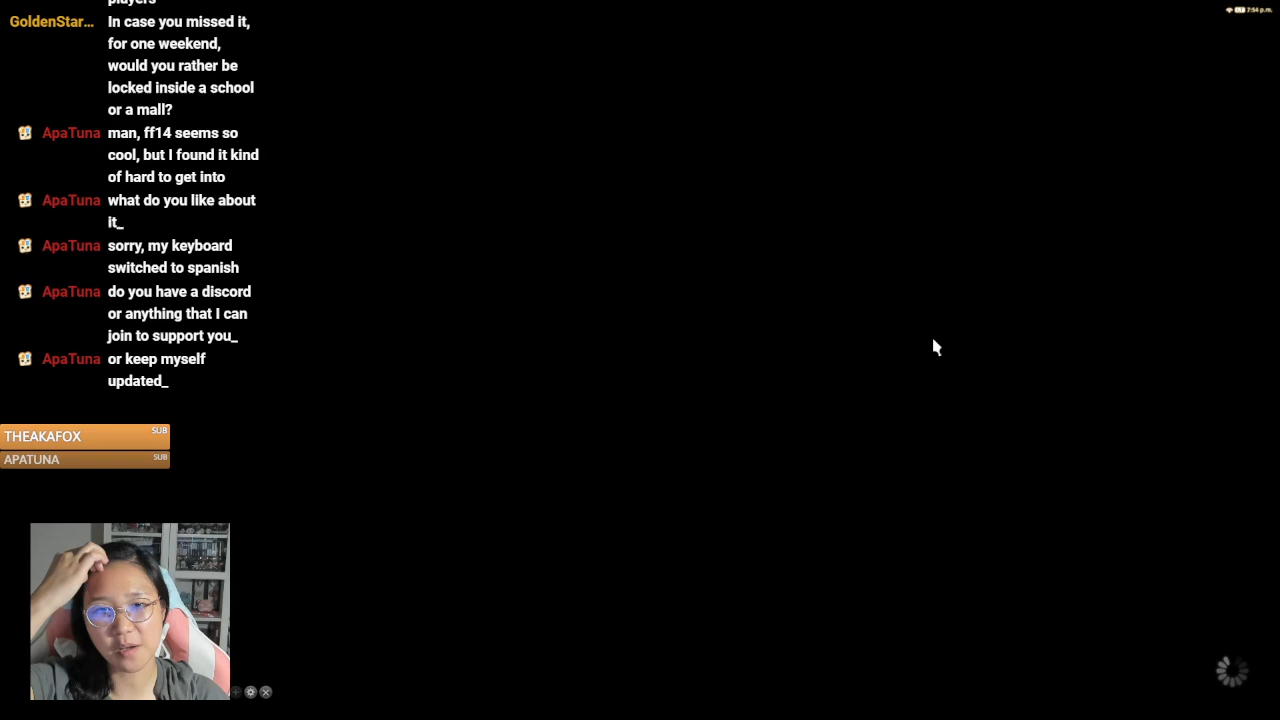 players
GoldenStar... In case you missed it,
for one weekend,
would you rather be
locked inside a school
or a mall?
ApaTuna man, ff14 seems so
cool, but I found it kind
of hard to get into
ApaTuna what do you like about
it_
ApaTuna sorry, my keyboard
switched to spanish
ApaTuna do you have a discord
or anything that I can
join to support you_
ApaTuna or keep myself
updated_
THEAKAFOX SUB
APATUNA SUB
7:54 p.m.